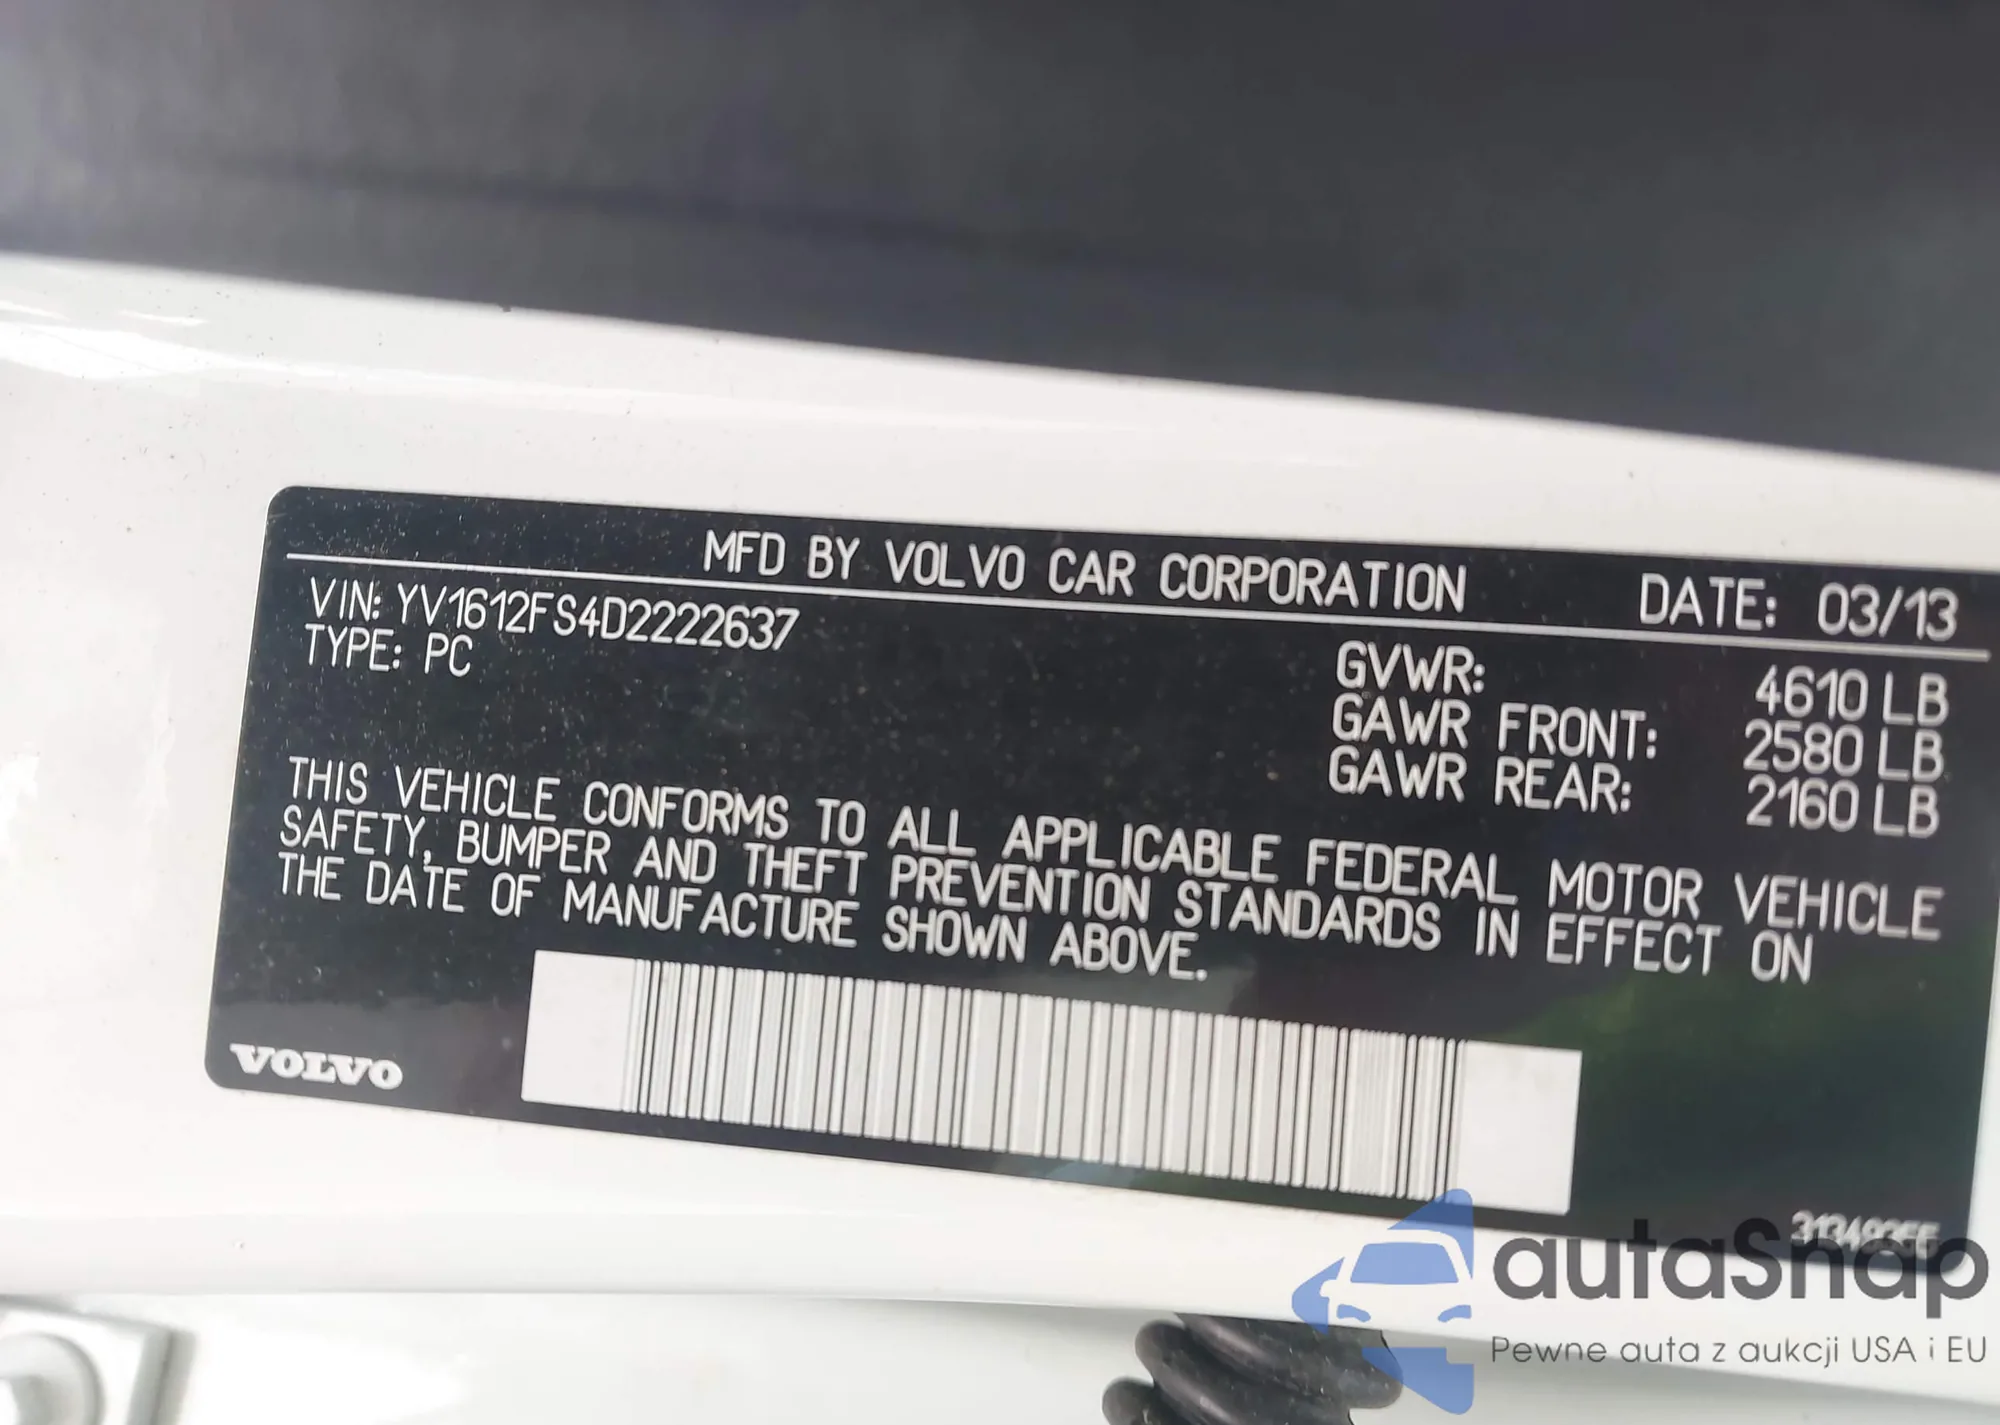 MFD BY VOLVO CAR CORPORATION DATE: 03/13
VIN: YV1612FS4D2222637
TYPE: PC
GVWR: 4610 LB
GAWR FRONT: 2580 LB
GAWR REAR: 2160 LB
THIS VEHICLE CONFORMS TO ALL APPLICABLE FEDERAL MOTOR VEHICLE
SAFETY, BUMPER AND THEFT PREVENTION STANDARDS IN EFFECT ON
THE DATE OF MANUFACTURE SHOWN ABOVE.
VOLVO
autaSnap
Pewne auta z aukcji USA i EU